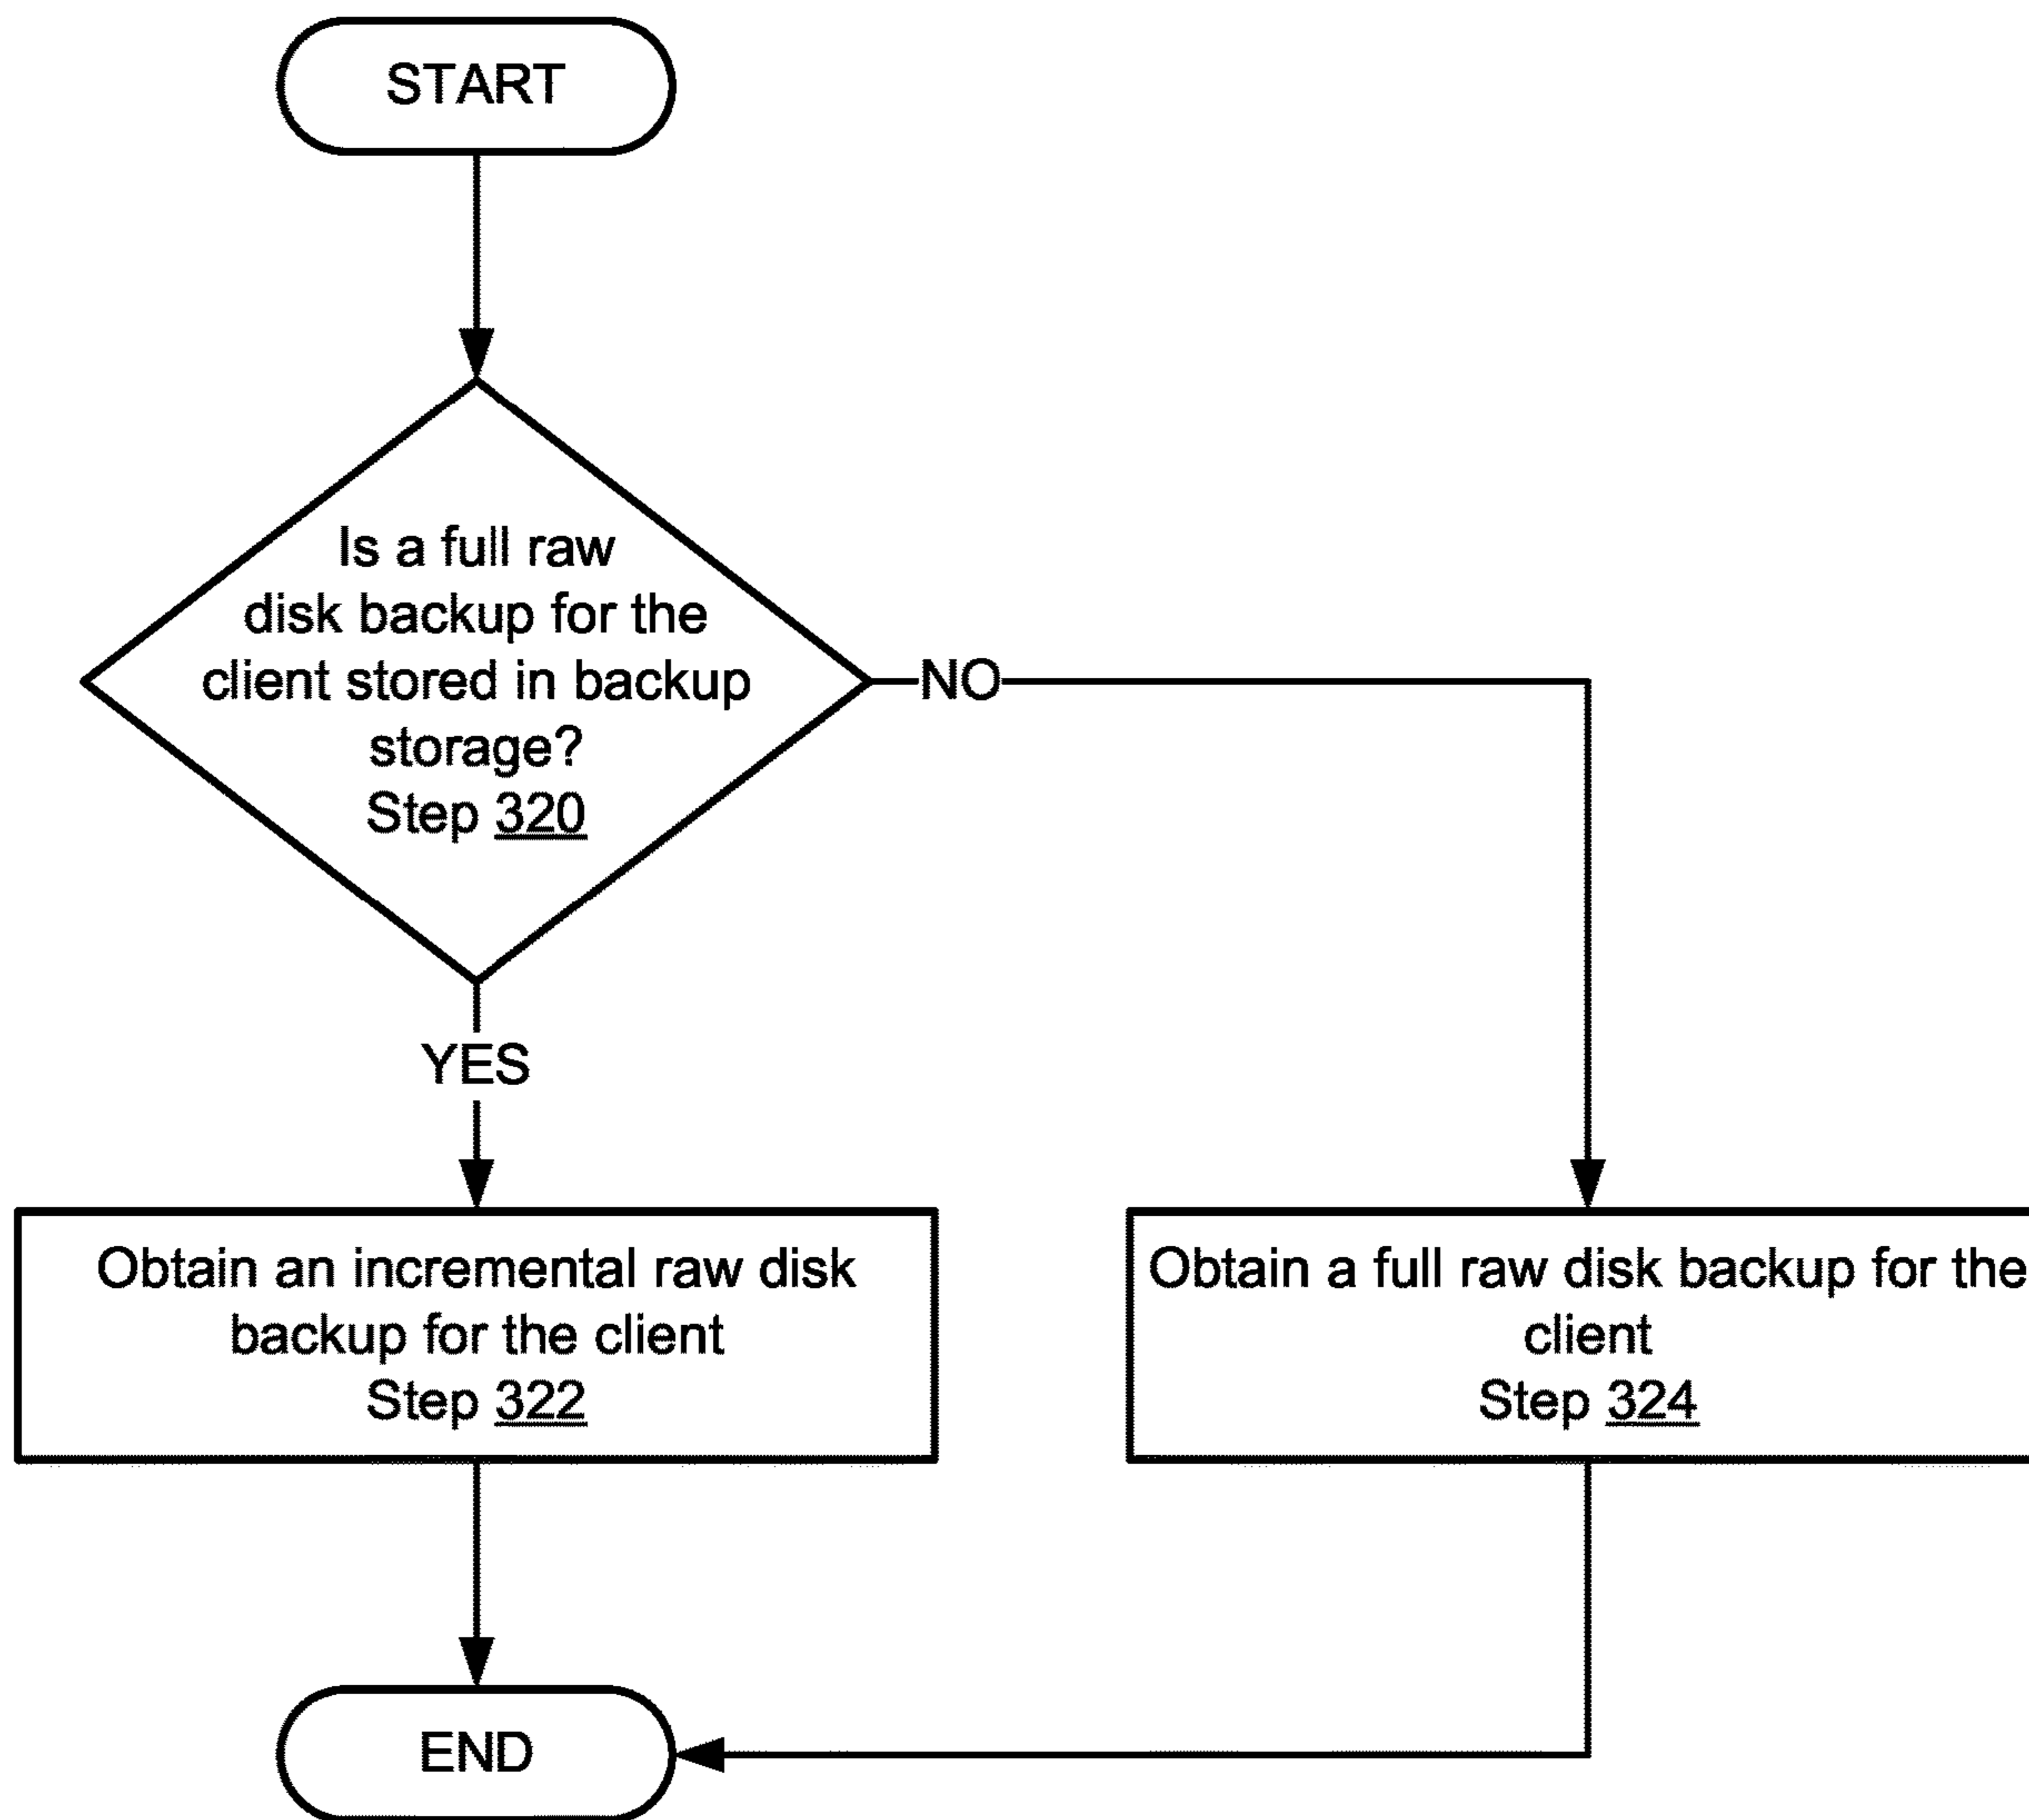 START
Is a full raw
disk backup for the
client stored in backup
storage?
Step 320
NO
YES
Obtain an incremental raw disk
backup for the client
Step 322
Obtain a full raw disk backup for the
client
Step 324
END